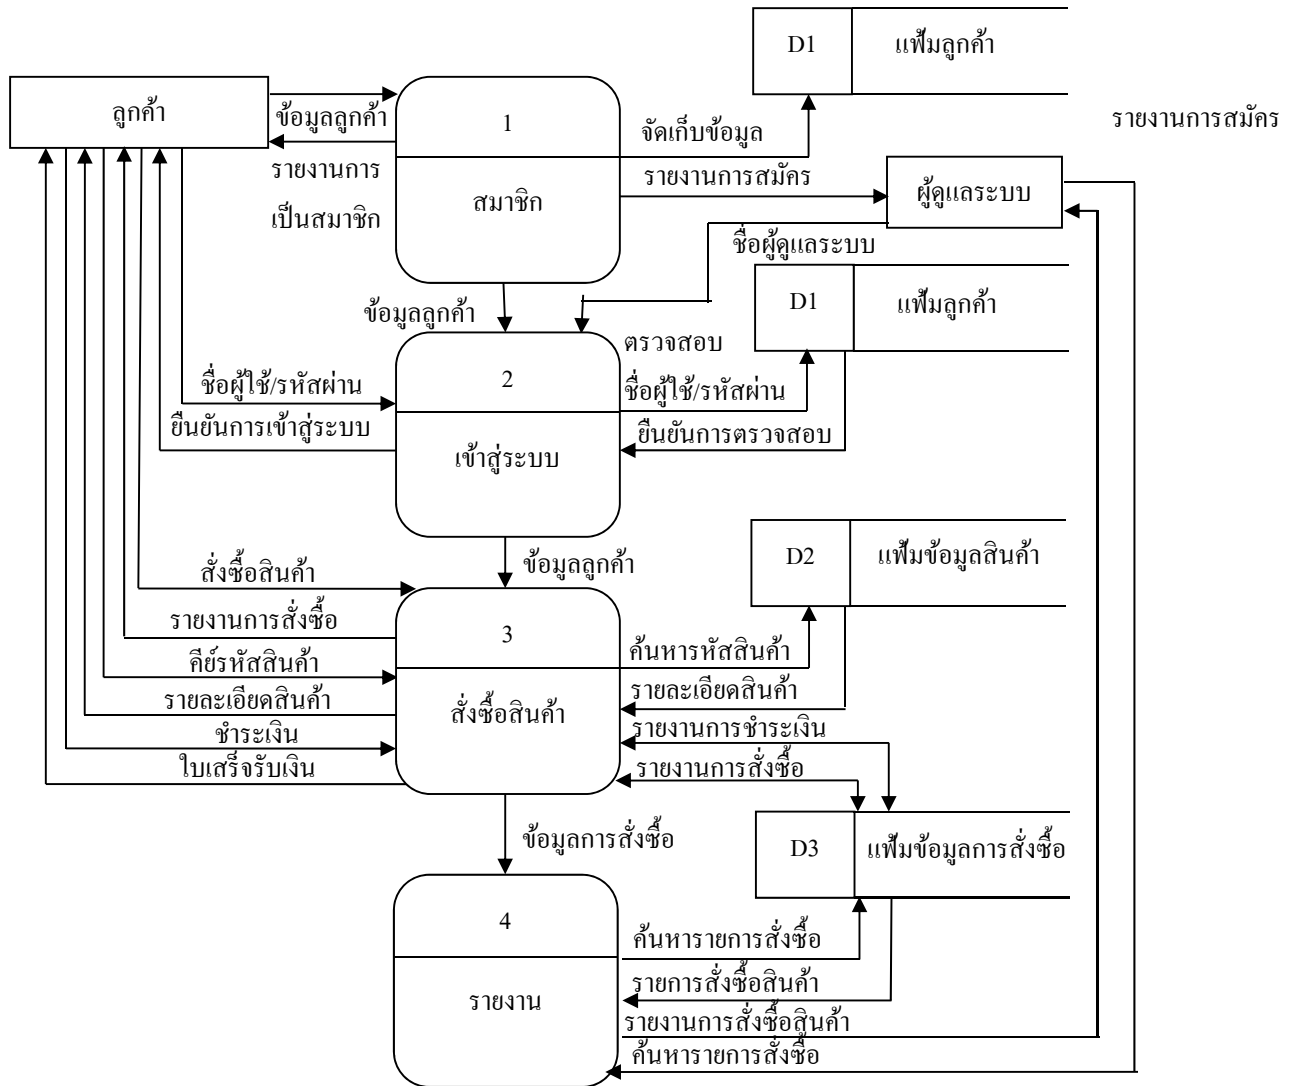 D1
แฟ้มลูกค้า
ลูกค้า
ข้อมูลลูกค้า
1
จัดเก็บข้อมูล
รายงานการสมัคร
รายงานการ
เป็นสมาชิก
สมาชิก
รายงานการสมัคร
ผู้ดูแลระบบ
ชื่อผู้ดูแลระบบ
D1
แฟ้มลูกค้า
ข้อมูลลูกค้า
ตรวจสอบ
ชื่อผู้ใช้/รหัสผ่าน
2
ชื่อผู้ใช้/รหัสผ่าน
ยืนยันการเข้าสู่ระบบ
ยืนยันการตรวจสอบ
เข้าสู่ระบบ
D2
แฟ้มข้อมูลสินค้า
ข้อมูลลูกค้า
สั่งซื้อสินค้า
รายงานการสั่งซื้อ
3
ค้นหารหัสสินค้า
คีย์รหัสสินค้า
รายละเอียดสินค้า
รายละเอียดสินค้า
สั่งซื้อสินค้า
ชำระเงิน
รายงานการชำระเงิน
ใบเสร็จรับเงิน
รายงานการสั่งซื้อ
ข้อมูลการสั่งซื้อ
D3
แฟ้มข้อมูลการสั่งซื้อ
4
ค้นหารายการสั่งซื้อ
รายงาน
รายการสั่งซื้อสินค้า
รายงานการสั่งซื้อสินค้า
ค้นหารายการสั่งซื้อ